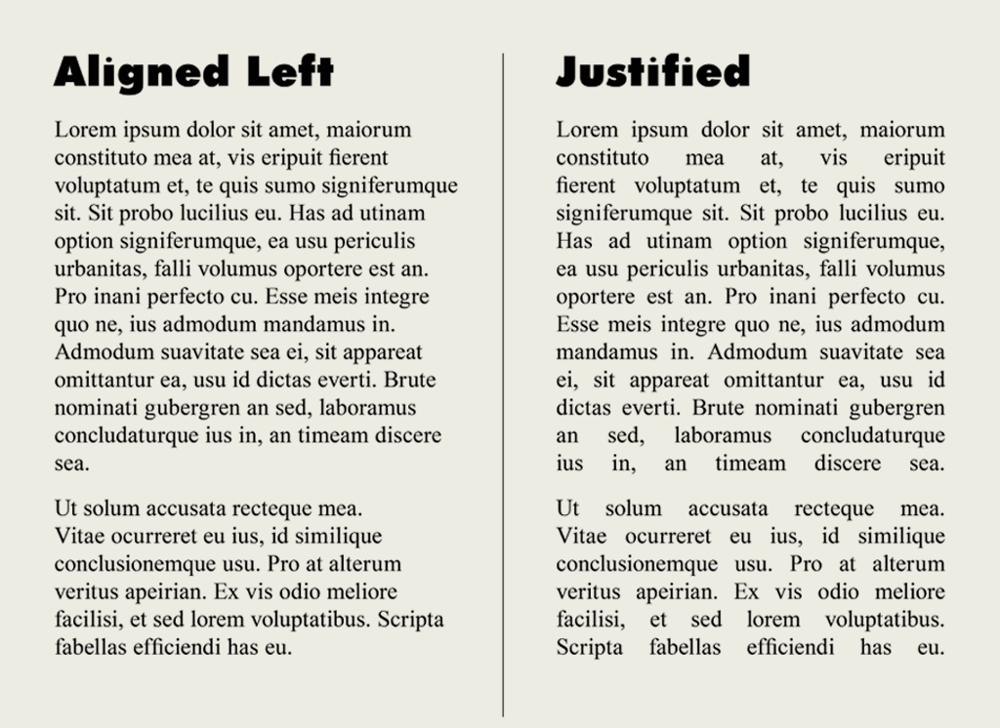 Aligned Left
Lorem ipsum dolor sit amet, maiorum
constituto mea at, vis eripuit fierent
voluptatum et, te quis sumo signiferumque
sit. Sit probo lucilius eu. Has ad utinam
option signiferumque, ea usu periculis
urbanitas, falli volumus oportere est an.
Pro inani perfecto cu. Esse meis integre
quo ne, ius admodum mandamus in.
Admodum suavitate sea ei, sit appareat
omittantur ea, usu id dictas everti. Brute
nominati gubergren an sed, laboramus
concludaturque ius in, an timeam discere
sea.
Ut solum accusata recteque mea.
Vitae ocurreret eu ius, id similique
conclusionemque usu. Pro at alterum
veritus apeirian. Ex vis odio meliore
facilisi, et sed lorem voluptatibus. Scripta
fabellas efficiendi has eu.
Justified
Lorem ipsum dolor sit amet, maiorum
constituto mea at, vis eripuit
fierent voluptatum et, te quis sumo
signiferumque sit. Sit probo lucilius eu.
Has ad utinam option signiferumque,
ea usu periculis urbanitas, falli volumus
oportere est an. Pro inani perfecto cu.
Esse meis integre quo ne, ius admodum
mandamus in. Admodum suavitate sea
ei, sit appareat omittantur ea, usu id
dictas everti. Brute nominati gubergren
an sed, laboramus concludaturque
ius in, an timeam discere sea.
Ut solum accusata recteque mea.
Vitae ocurreret eu ius, id similique
conclusionemque usu. Pro at alterum
veritus apeirian. Ex vis odio meliore
facilisi, et sed lorem voluptatibus.
Scripta fabellas efficiendi has eu.